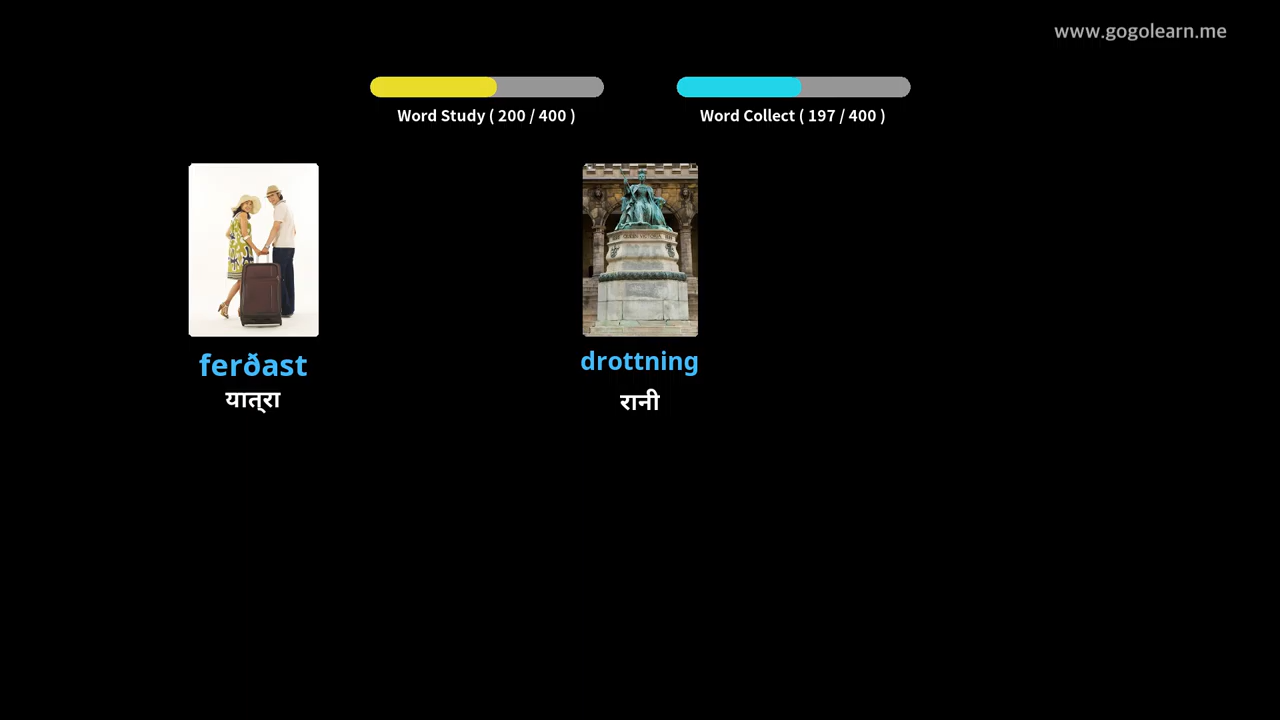 www.gogolearn.me
Word Study ( 200 / 400 )
Word Collect ( 197 / 400 )
ferðast
यात्रा
drottning
रानी